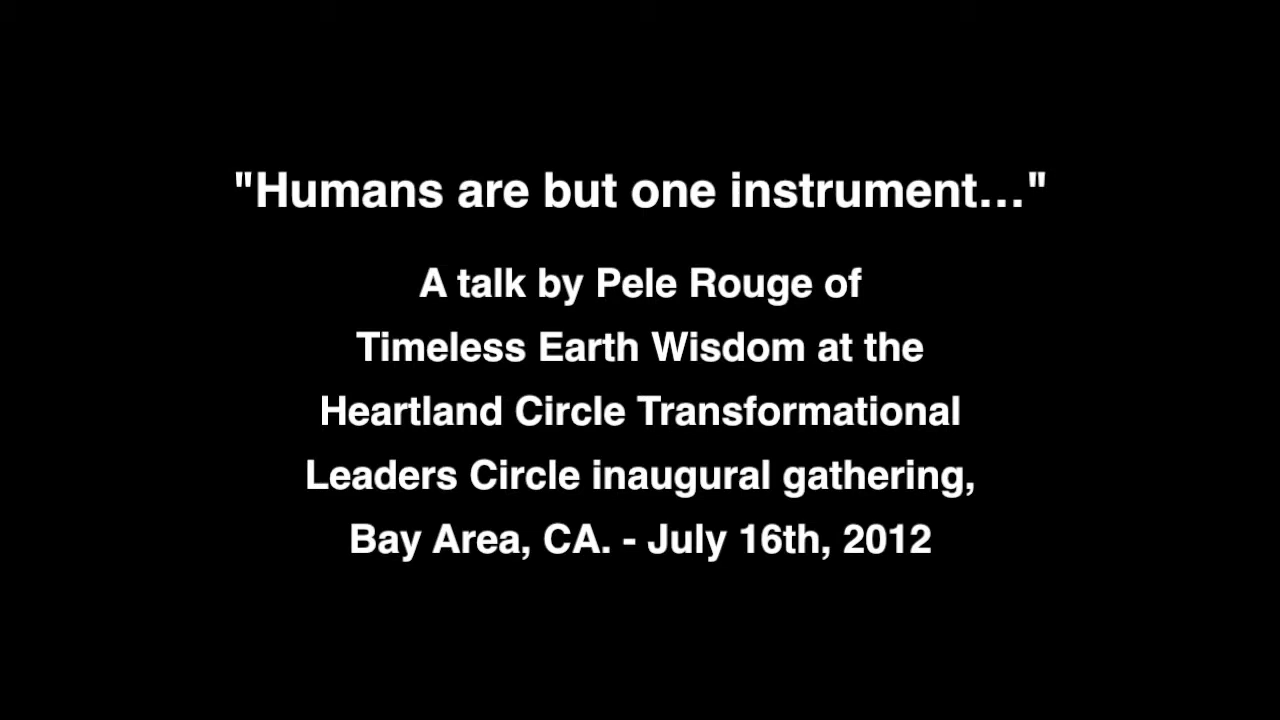 "Humans are but one instrument…"
A talk by Pele Rouge of
Timeless Earth Wisdom at the
Heartland Circle Transformational
Leaders Circle inaugural gathering,
Bay Area, CA. - July 16th, 2012